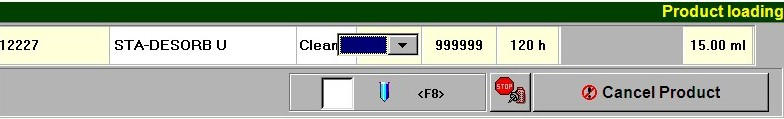 Product loading
12227 STA-DESORB U Clean 999999 120 h 15.00 ml
<F8> STOP Cancel Product